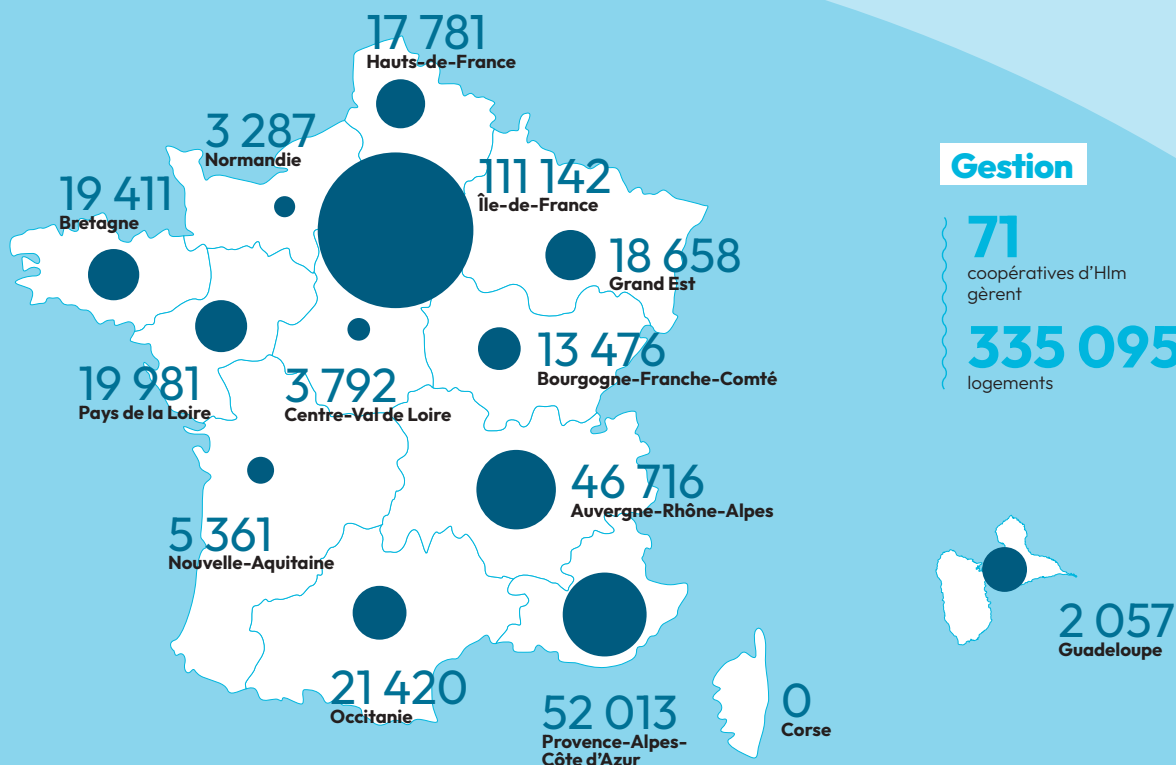 17 781
Hauts-de-France
3 287
Normandie
111 142
Île-de-France
19 411
Bretagne
18 658
Grand Est
13 476
Bourgogne-Franche-Comté
19 981
Pays de la Loire
3 792
Centre-Val de Loire
46 716
Auvergne-Rhône-Alpes
5 361
Nouvelle-Aquitaine
21 420
Occitanie
52 013
Provence-Alpes-
Côte d'Azur
0
Corse
Gestion
71
coopératives d'Hlm
gèrent
335 095
logements
2 057
Guadeloupe